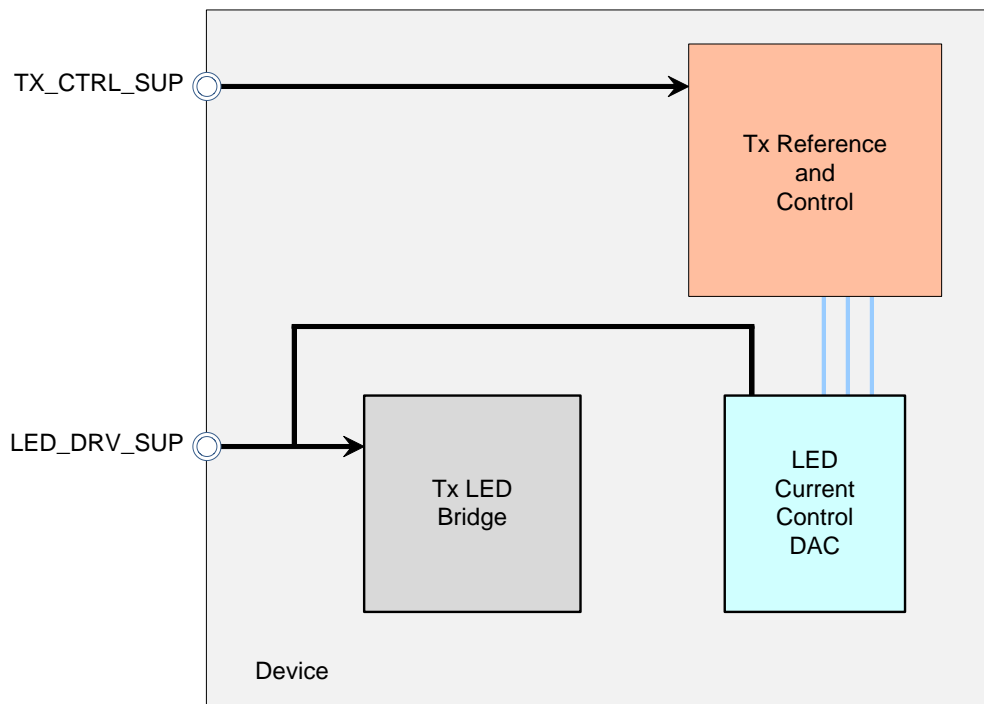 TX_CTRL_SUP
Tx Reference
and
Control
LED_DRV_SUP
Tx LED
Bridge
LED
Current
Control
DAC
Device